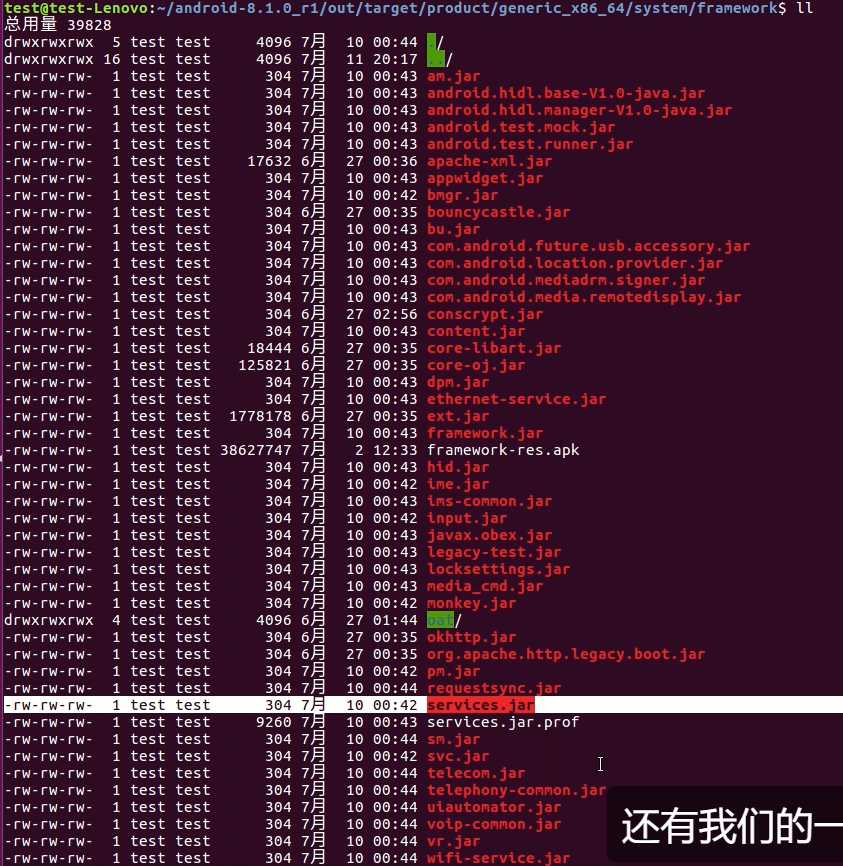 test@test-Lenovo:~/android-8.1.0_r1/out/target/product/generic_x86_64/system/framework$ ll
总用量 39828
drwxrwxrwx 5 test test 4096 7月 10 00:44 ./
drwxrwxrwx 16 test test 4096 7月 11 20:17 ../
-rw-rw-rw- 1 test test 304 7月 10 00:43 am.jar
-rw-rw-rw- 1 test test 304 7月 10 00:43 android.hidl.base-V1.0-java.jar
-rw-rw-rw- 1 test test 304 7月 10 00:43 android.hidl.manager-V1.0-java.jar
-rw-rw-rw- 1 test test 304 7月 10 00:43 android.test.mock.jar
-rw-rw-rw- 1 test test 304 7月 10 00:43 android.test.runner.jar
-rw-rw-rw- 1 test test 17632 6月 27 00:36 apache-xml.jar
-rw-rw-rw- 1 test test 304 7月 10 00:43 appwidget.jar
-rw-rw-rw- 1 test test 304 7月 10 00:42 bmgr.jar
-rw-rw-rw- 1 test test 304 6月 27 00:35 bouncycastle.jar
-rw-rw-rw- 1 test test 304 7月 10 00:43 bu.jar
-rw-rw-rw- 1 test test 304 7月 10 00:43 com.android.future.usb.accessory.jar
-rw-rw-rw- 1 test test 304 7月 10 00:43 com.android.location.provider.jar
-rw-rw-rw- 1 test test 304 7月 10 00:43 com.android.mediadrm.signer.jar
-rw-rw-rw- 1 test test 304 7月 10 00:43 com.android.media.remotedisplay.jar
-rw-rw-rw- 1 test test 304 6月 27 02:56 conscrypt.jar
-rw-rw-rw- 1 test test 304 7月 10 00:43 content.jar
-rw-rw-rw- 1 test test 18444 6月 27 00:35 core-libart.jar
-rw-rw-rw- 1 test test 125821 6月 27 00:35 core-oj.jar
-rw-rw-rw- 1 test test 304 7月 10 00:43 dpm.jar
-rw-rw-rw- 1 test test 304 7月 10 00:43 ethernet-service.jar
-rw-rw-rw- 1 test test 1778178 6月 27 00:35 ext.jar
-rw-rw-rw- 1 test test 304 7月 10 00:43 framework.jar
-rw-rw-rw- 1 test test 38627747 7月 2 12:33 framework-res.apk
-rw-rw-rw- 1 test test 304 7月 10 00:43 hid.jar
-rw-rw-rw- 1 test test 304 7月 10 00:42 ime.jar
-rw-rw-rw- 1 test test 304 7月 10 00:43 ims-common.jar
-rw-rw-rw- 1 test test 304 7月 10 00:42 input.jar
-rw-rw-rw- 1 test test 304 7月 10 00:43 javax.obex.jar
-rw-rw-rw- 1 test test 304 7月 10 00:43 legacy-test.jar
-rw-rw-rw- 1 test test 304 7月 10 00:43 locksettings.jar
-rw-rw-rw- 1 test test 304 7月 10 00:43 media_cmd.jar
-rw-rw-rw- 1 test test 304 7月 10 00:42 monkey.jar
drwxrwxrwx 4 test test 4096 6月 27 01:44 oat/
-rw-rw-rw- 1 test test 304 6月 27 00:35 okhttp.jar
-rw-rw-rw- 1 test test 304 6月 27 00:35 org.apache.http.legacy.boot.jar
-rw-rw-rw- 1 test test 304 7月 10 00:42 pm.jar
-rw-rw-rw- 1 test test 304 7月 10 00:44 requestsync.jar
-rw-rw-rw- 1 test test 304 7月 10 00:42 services.jar
-rw-rw-rw- 1 test test 9260 7月 10 00:43 services.jar.prof
-rw-rw-rw- 1 test test 304 7月 10 00:44 sm.jar
-rw-rw-rw- 1 test test 304 7月 10 00:42 svc.jar
-rw-rw-rw- 1 test test 304 7月 10 00:44 telecom.jar
-rw-rw-rw- 1 test test 304 7月 10 00:44 telephony-common.jar
-rw-rw-rw- 1 test test 304 7月 10 00:44 uiautomator.jar
-rw-rw-rw- 1 test test 304 7月 10 00:44 voip-common.jar
-rw-rw-rw- 1 test test 304 7月 10 00:44 vr.jar
-rw-rw-rw- 1 test test 304 7月 10 00:44 wifi-service.jar
还有我们的一